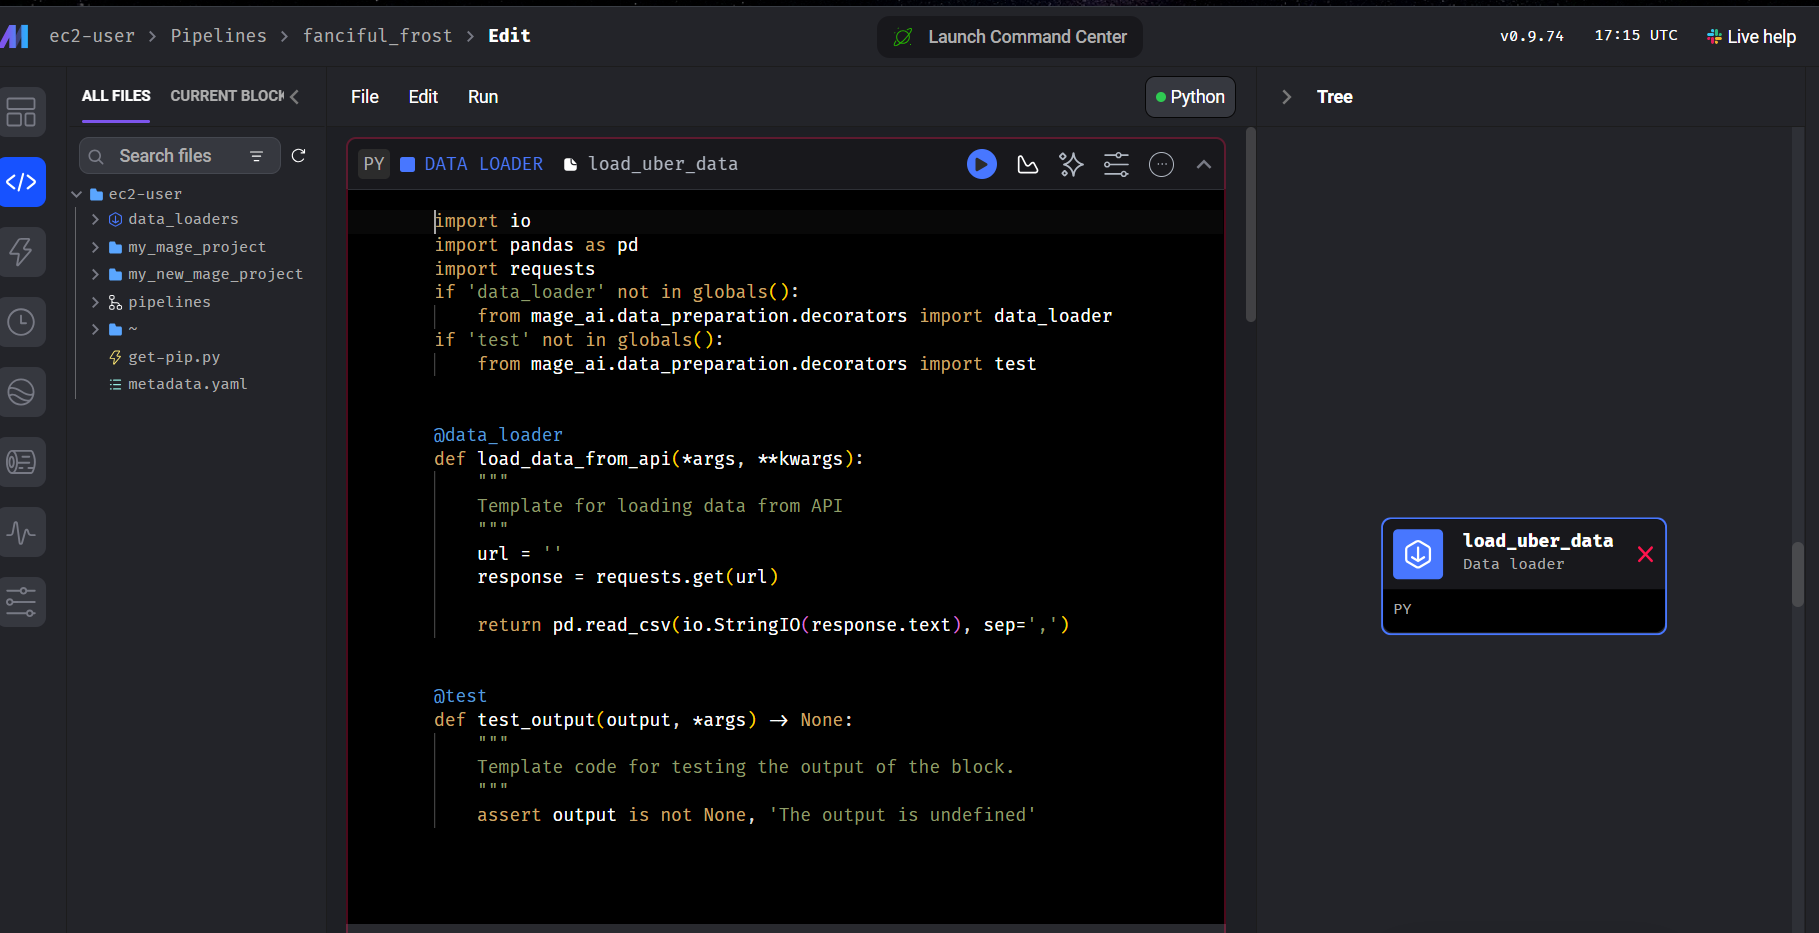 ec2-user > Pipelines > fanciful_frost > Edit
Launch Command Center
v0.9.74
17:15 UTC
Live help
ALL FILES
CURRENT BLOCK
Search files
ec2-user
data_loaders
my_mage_project
my_new_mage_project
pipelines
~
get-pip.py
metadata.yaml
File
Edit
Run
Python
PY DATA LOADER load_uber_data
import io
import pandas as pd
import requests
if 'data_loader' not in globals():
    from mage_ai.data_preparation.decorators import data_loader
if 'test' not in globals():
    from mage_ai.data_preparation.decorators import test
@data_loader
def load_data_from_api(*args, **kwargs):
    """
    Template for loading data from API
    """
    url = ''
    response = requests.get(url)
    return pd.read_csv(io.StringIO(response.text), sep=',')
@test
def test_output(output, *args) -> None:
    """
    Template code for testing the output of the block.
    """
    assert output is not None, 'The output is undefined'
Tree
load_uber_data
Data loader
PY